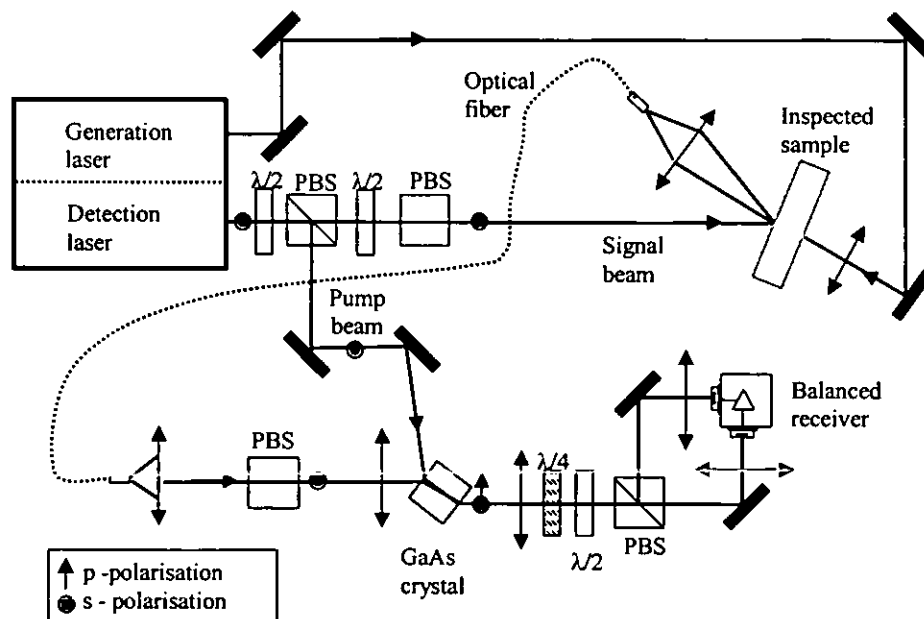 Optical
fiber
Inspected
sample
Generation
laser
Detection
laser
λ/2
PBS
λ/2
PBS
Signal
beam
Pump
beam
Balanced
receiver
PBS
λ/4
GaAs
crystal
λ/2
PBS
p -polarisation
s - polarisation